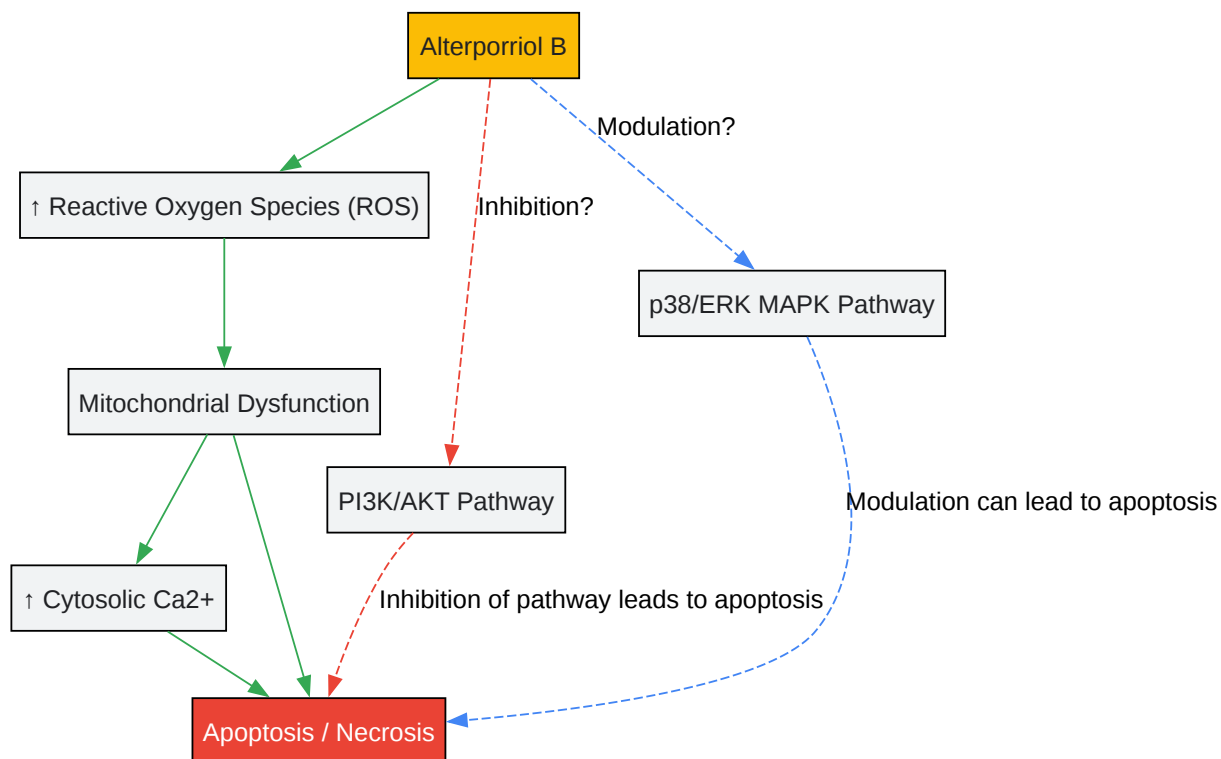 Alterporriol B
Modulation?
↑ Reactive Oxygen Species (ROS)
Inhibition?
p38/ERK MAPK Pathway
Mitochondrial Dysfunction
PI3K/AKT Pathway
Modulation can lead to apoptosis
↑ Cytosolic Ca2+
Inhibition of pathway leads to apoptosis
Apoptosis / Necrosis